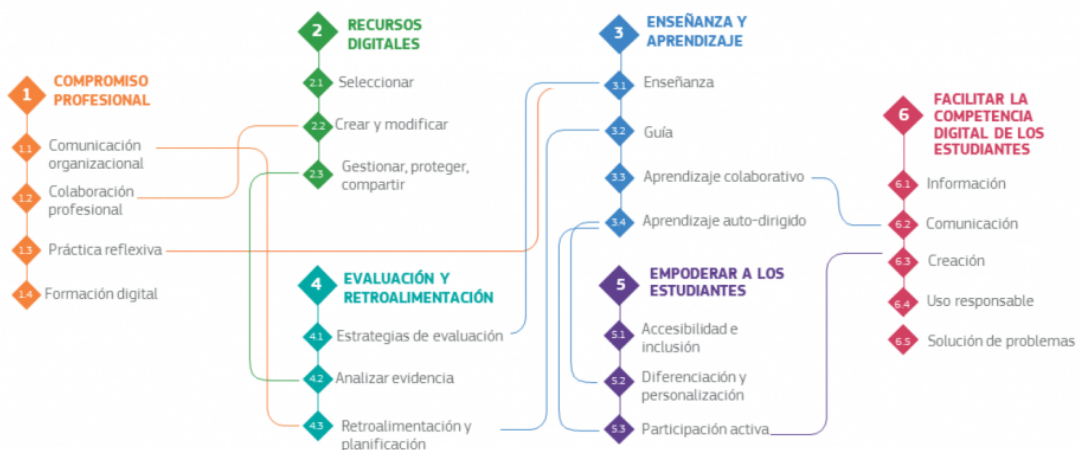 1
COMPROMISO
PROFESIONAL
1.1
Comunicación
organizacional
1.2
Colaboración
profesional
1.3
Práctica reflexiva
1.4
Formación digital
2
RECURSOS
DIGITALES
2.1
Seleccionar
2.2
Crear y modificar
2.3
Gestionar, proteger,
compartir
3
ENSEÑANZA Y
APRENDIZAJE
3.1
Enseñanza
3.2
Guía
3.3
Aprendizaje colaborativo
3.4
Aprendizaje auto-dirigido
4
EVALUACIÓN Y
RETROALIMENTACIÓN
4.1
Estrategias de evaluación
4.2
Analizar evidencia
4.3
Retroalimentación y
planificación
5
EMPODERAR A LOS
ESTUDIANTES
5.1
Accesibilidad e
inclusión
5.2
Diferenciación y
personalización
5.3
Participación activa
6
FACILITAR LA
COMPETENCIA
DIGITAL DE LOS
ESTUDIANTES
6.1
Información
6.2
Comunicación
6.3
Creación
6.4
Uso responsable
6.5
Solución de problemas